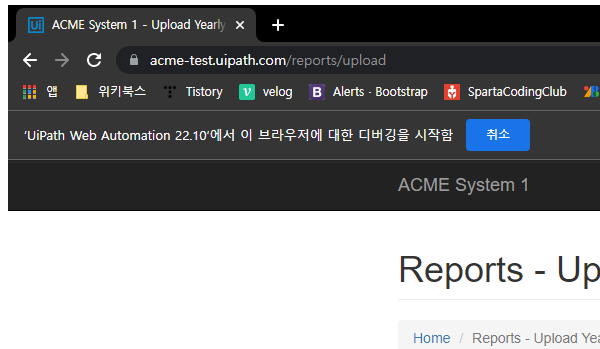 Ui ACME System 1 - Upload Yearly
acme-test.uipath.com/reports/upload
앱 위키북스 Tistory velog B Alerts · Bootstrap SpartaCodingClub
'UiPath Web Automation 22.10'에서 이 브라우저에 대한 디버깅을 시작함 취소
ACME System 1
Reports - Up
Home / Reports - Upload Yea